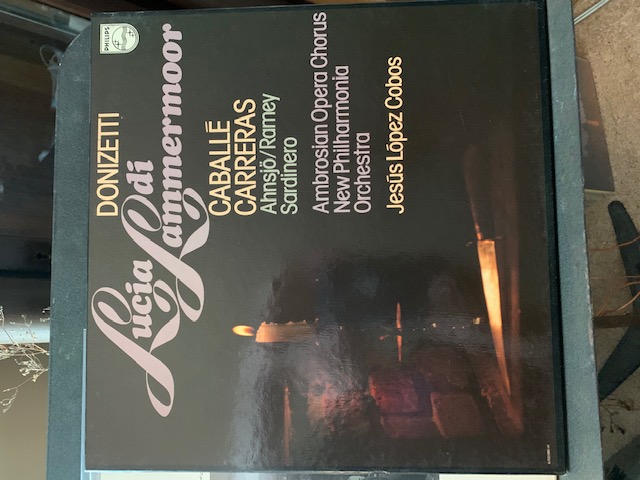 PHILIPS
DONIZETTI
Lucia di
Lammermoor
CABALLÉ
CARRERAS
Ahnsjö/Ramey
Sardinero
Ambrosian Opera Chorus
New Philharmonia
Orchestra
Jesús López Cobos